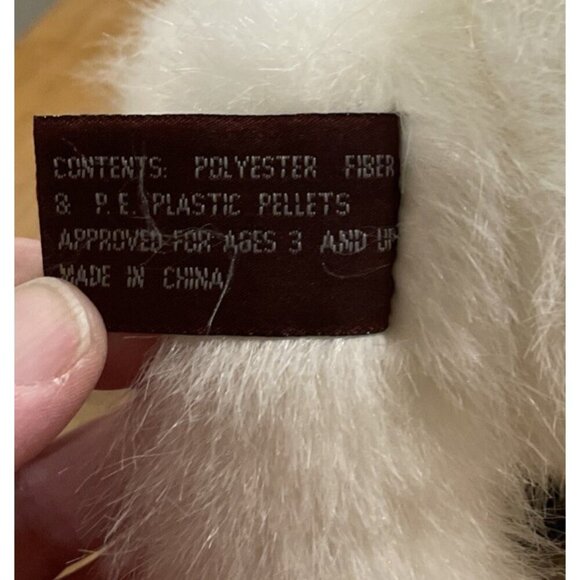 CONTENTS: POLYESTER FIBER
& P.E. PLASTIC PELLETS
APPROVED FOR AGES 3 AND UP
MADE IN CHINA